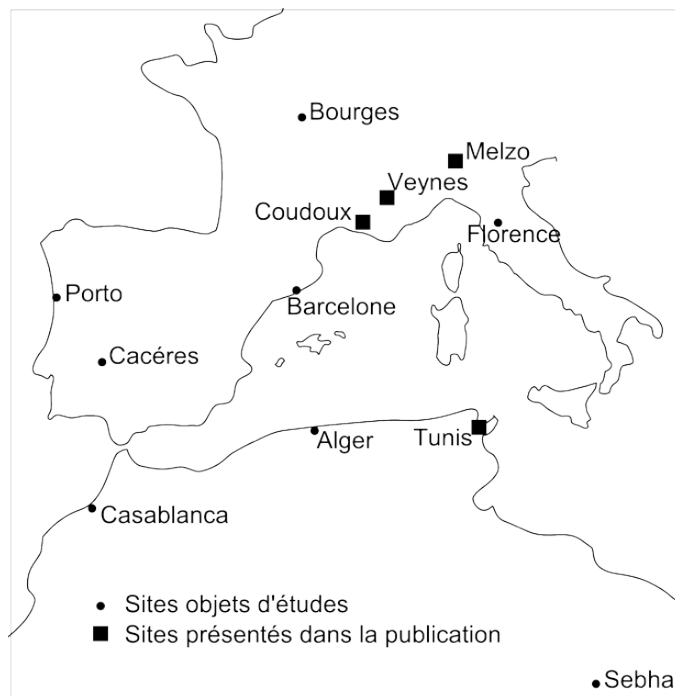 Bourges
Melzo
Veynes
Coudoux
Florence
Porto
Barcelone
Cacéres
Alger
Tunis
Casablanca
Sites objets d'études
Sites présentés dans la publication
Sebha